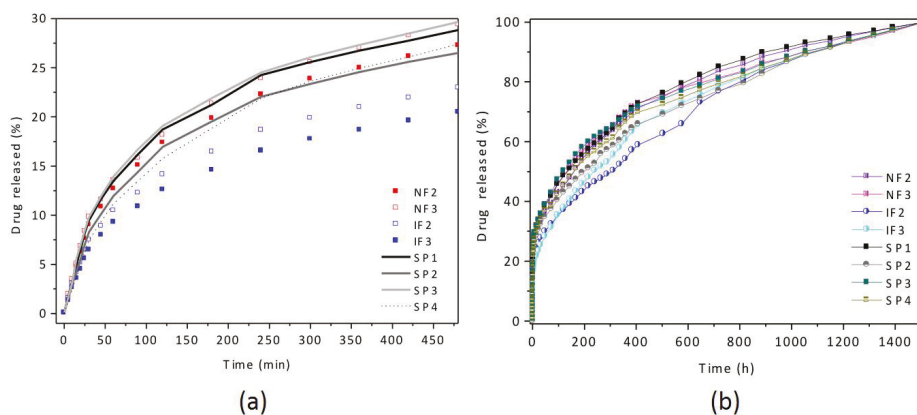 30
25
20
15
10
5
0
Drug released (%)
NF2
NF3
IF2
IF3
SP1
SP2
SP3
SP4
0 50 100 150 200 250 300 350 400 450
Time (min)
(a)
100
80
60
40
20
0
Drug released (%)
NF2
NF3
IF2
IF3
SP1
SP2
SP3
SP4
0 200 400 600 800 1000 1200 1400
Time (h)
(b)